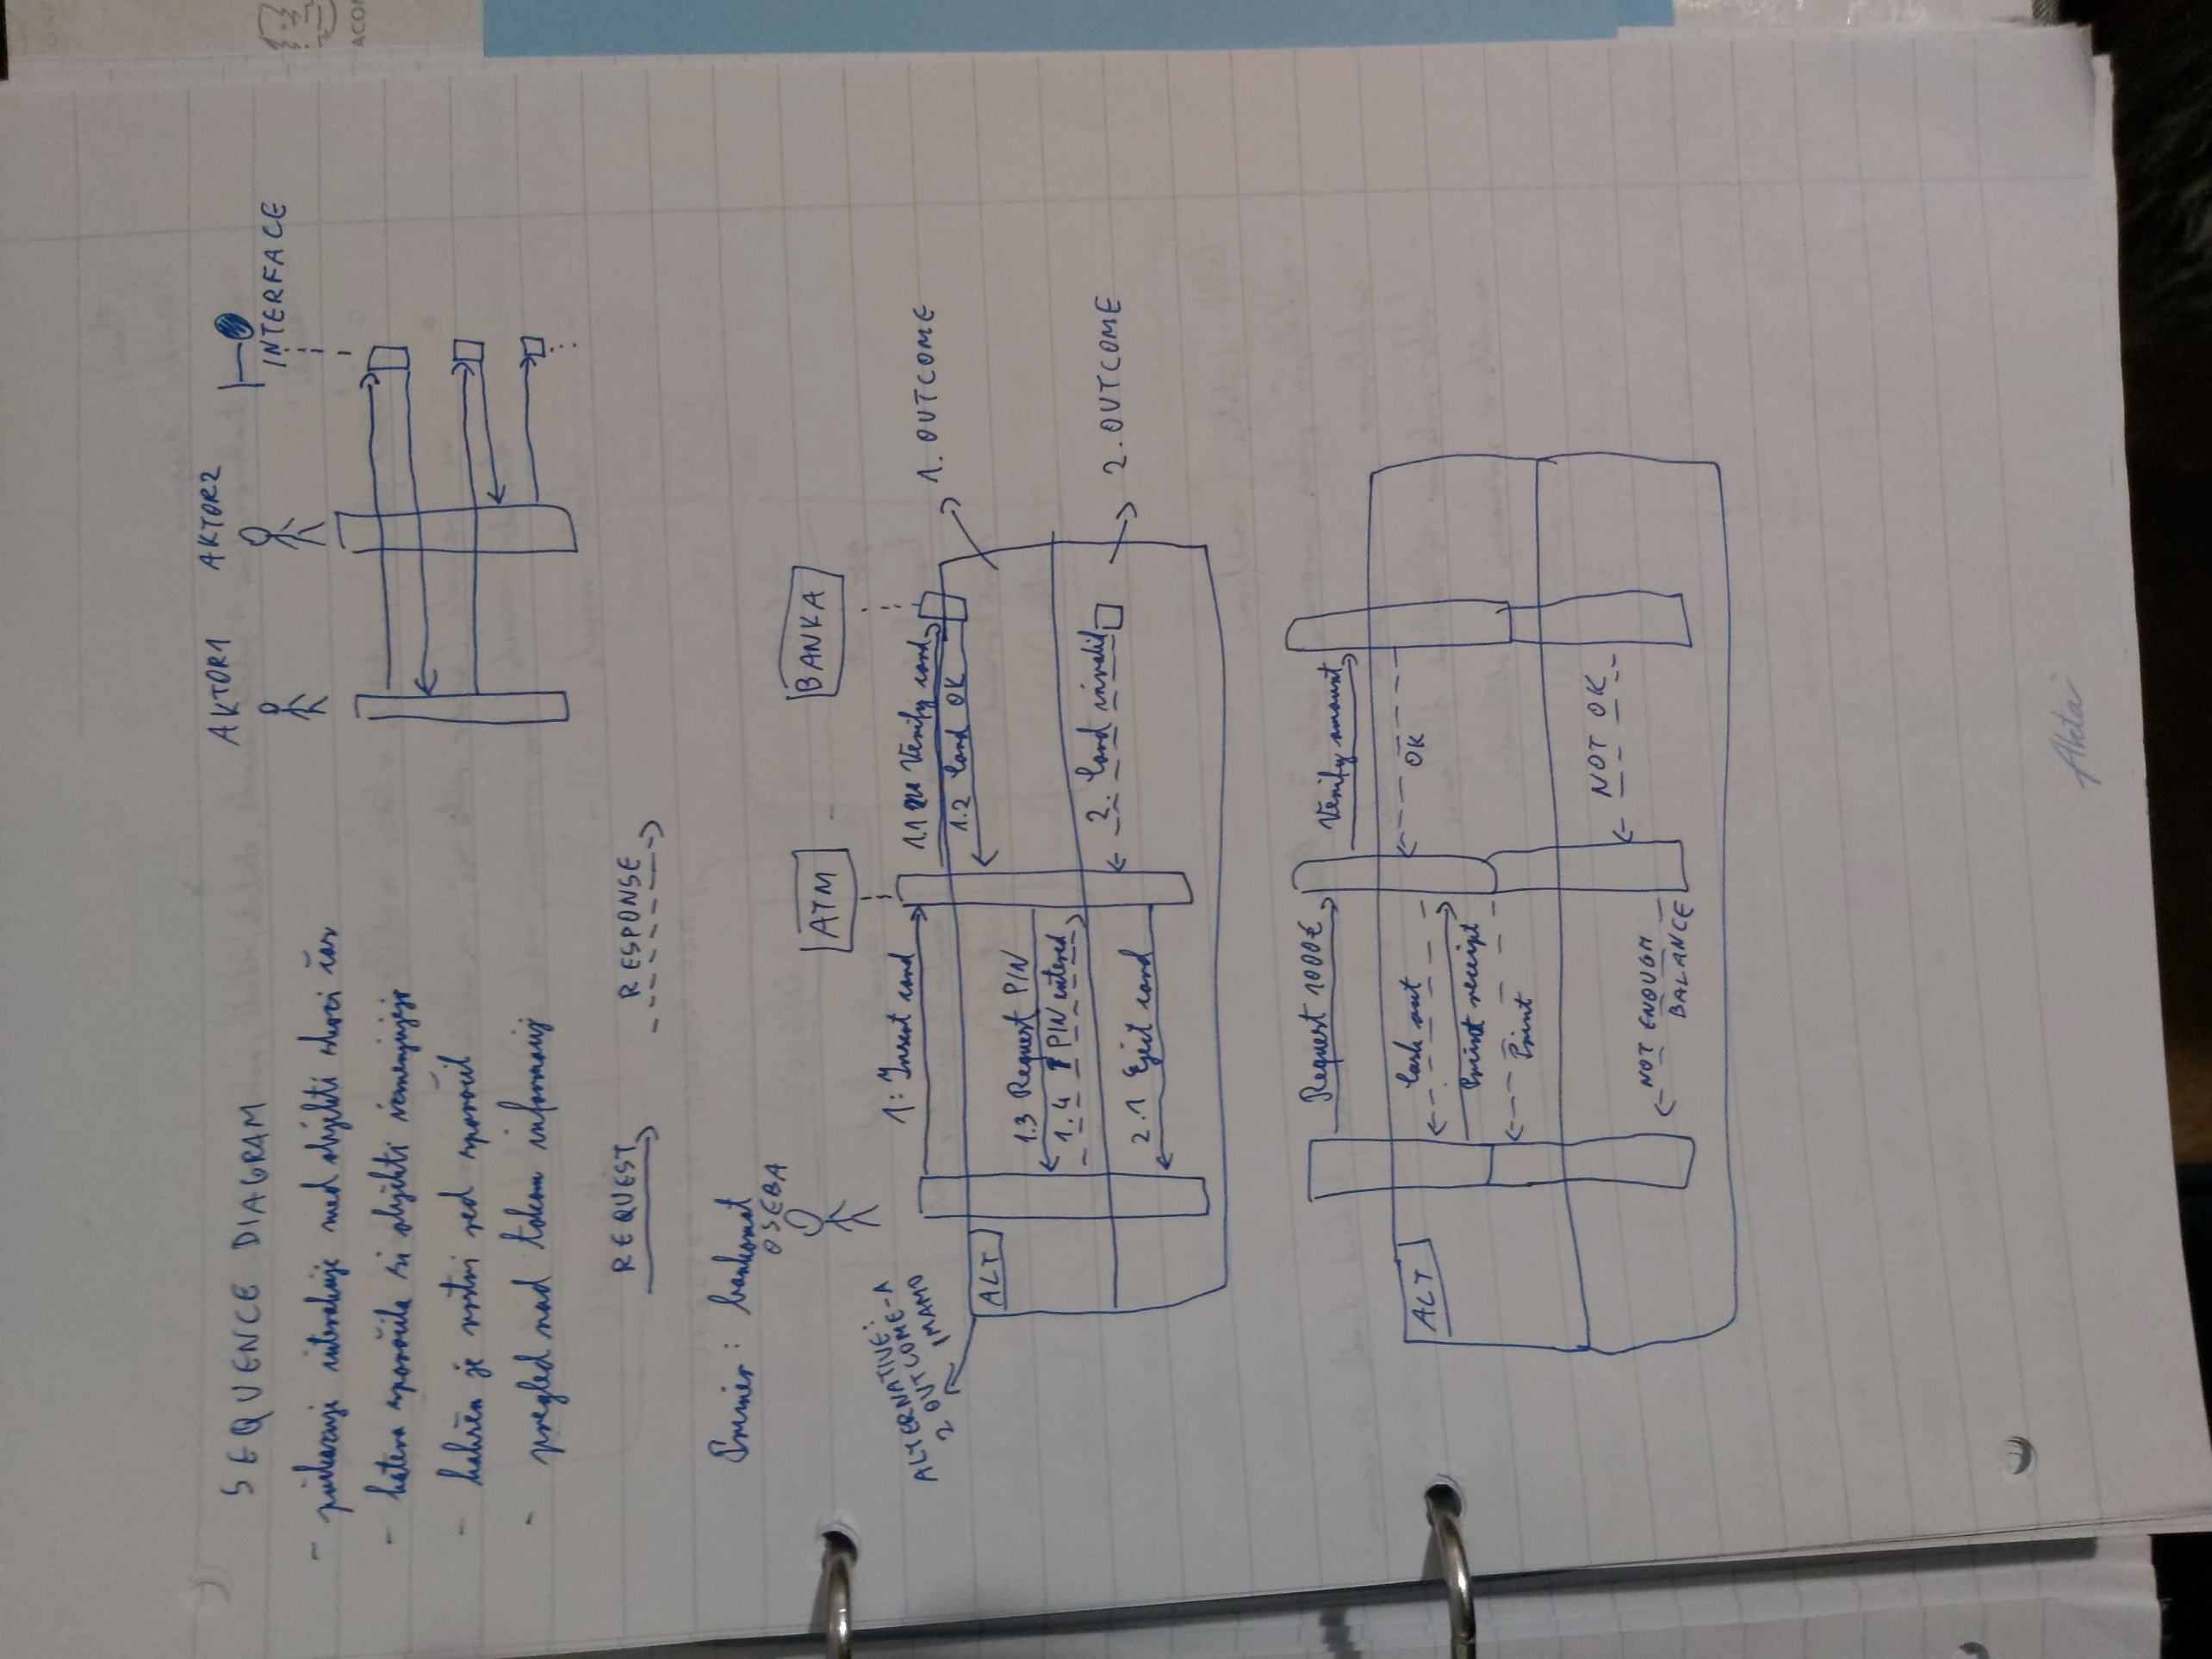 SEQUENCE DIAGRAM
- prikazuje interakcije med objekti skozi čas
- katera sporočila si objekti izmenjujejo
- kakšen je vrstni red sporočil
- pregled nad tokom informacij
AKTOR1
AKTOR2
INTERFACE
REQUEST
RESPONSE
Primer: bankomat
OSEBA
ATM
BANKA
ALTERNATIVE:
2 OUTCOME-A
IMAMO
1: Insert card
1.1 Verify card
1.2 Card OK
1. OUTCOME
ALT
1.3 Request PIN
1.4 PIN entered
2. Card invalid
2. OUTCOME
2.1 Eject card
Request 1000€
Verify amount
ALT
Cash out
OK
Print receipt
Print
NOT OK
NOT ENOUGH
BALANCE
Akta